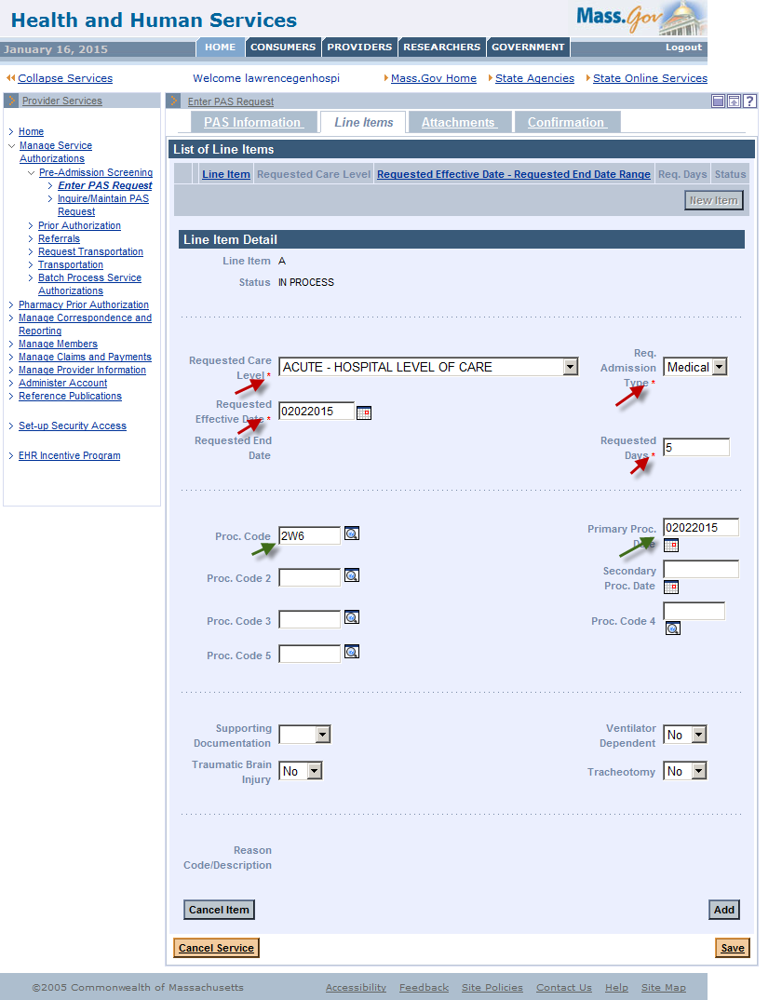 Health and Human Services
Mass.Gov
January 16, 2015
HOME CONSUMERS PROVIDERS RESEARCHERS GOVERNMENT Logout
Collapse Services Welcome lawrencegenhospi Mass.Gov Home State Agencies State Online Services
Provider Services
Home
Manage Service
Authorizations
Pre-Admission Screening
Enter PAS Request
Inquire/Maintain PAS
Request
Prior Authorization
Referrals
Request Transportation
Transportation
Batch Process Service
Authorizations
Pharmacy Prior Authorization
Manage Correspondence and
Reporting
Manage Members
Manage Claims and Payments
Manage Provider Information
Administer Account
Reference Publications
Set-up Security Access
EHR Incentive Program
Enter PAS Request ?
PAS Information Line Items Attachments Confirmation
List of Line Items
Line Item Requested Care Level Requested Effective Date - Requested End Date Range Req. Days Status
New Item
Line Item Detail
Line Item A
Status IN PROCESS
Requested Care
Level * ACUTE - HOSPITAL LEVEL OF CARE
Req.
Admission
Type * Medical
Requested
Effective Date * 02022015
Requested End
Date
Requested
Days * 5
Proc. Code 2W6
Primary Proc.
Date 02022015
Proc. Code 2
Secondary
Proc. Date
Proc. Code 3
Proc. Code 4
Proc. Code 5
Supporting
Documentation
Ventilator
Dependent No
Traumatic Brain
Injury No
Tracheotomy No
Reason
Code/Description
Cancel Item Add
Cancel Service Save
©2005 Commonwealth of Massachusetts Accessibility Feedback Site Policies Contact Us Help Site Map